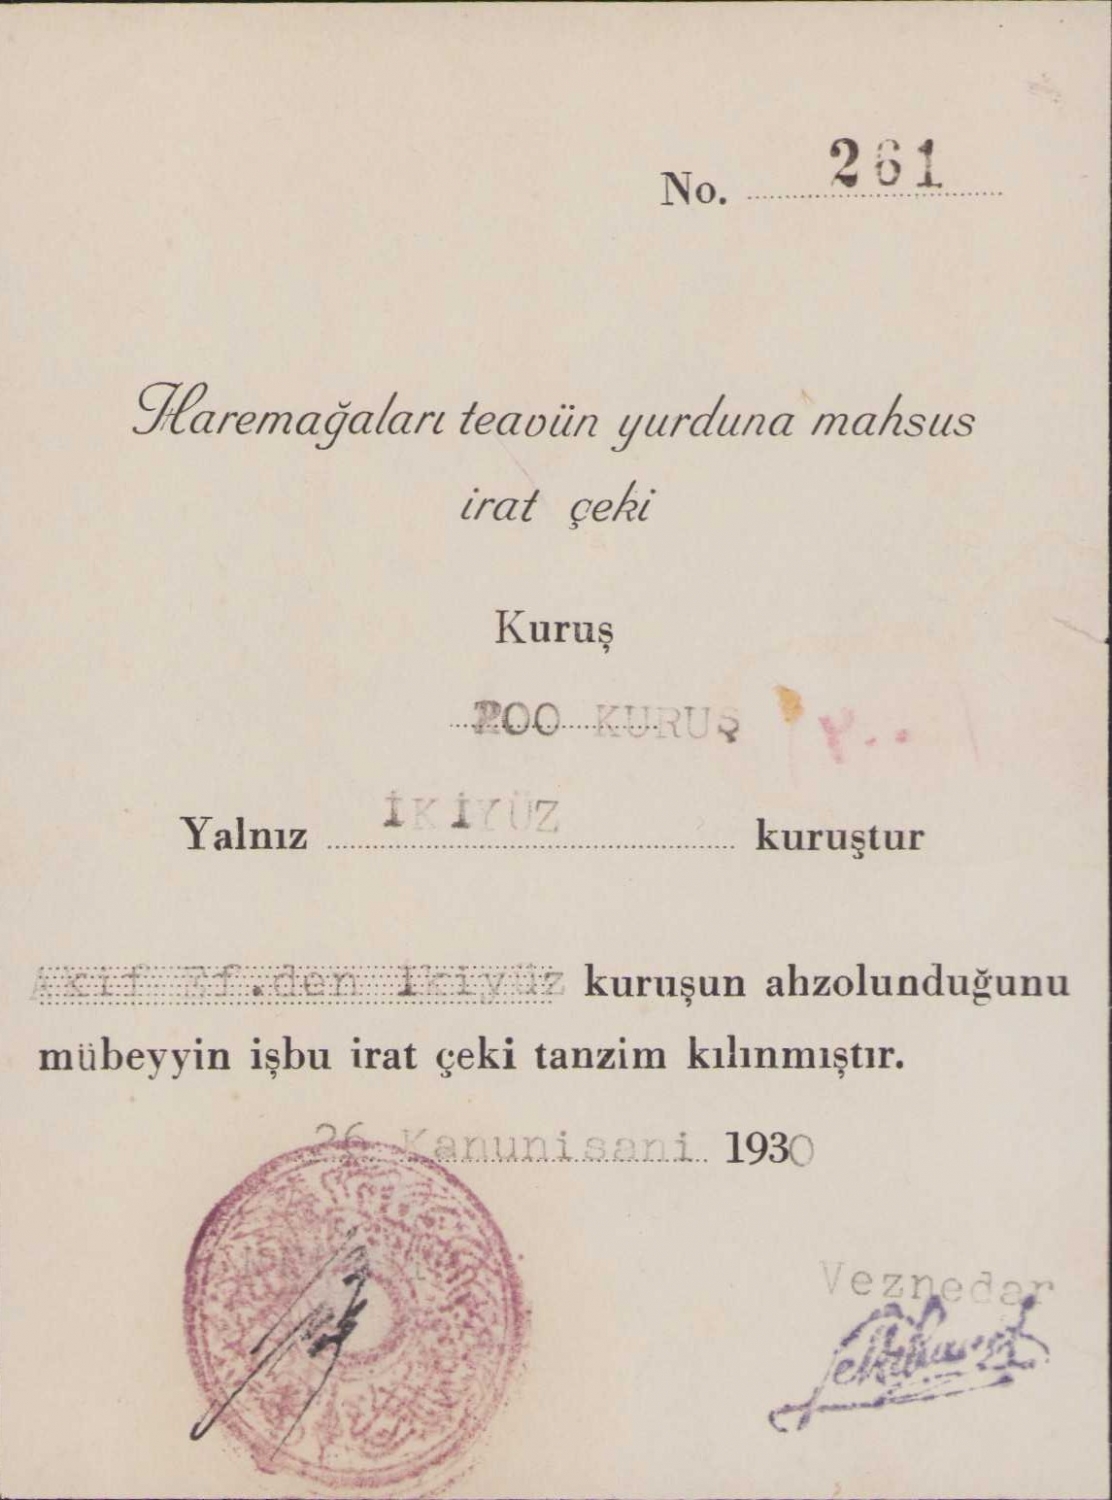 No. 261
Haremağaları teavün yurduna mahsus
irat çeki
Kuruş
200 KURUŞ ٢٠٠
Yalnız İKİYÜZ kuruştur
Akif Ef.den İkiyüz kuruşun ahzolunduğunu
mübeyyin işbu irat çeki tanzim kılınmıştır.
26 Kanunisani 1930
Veznedar